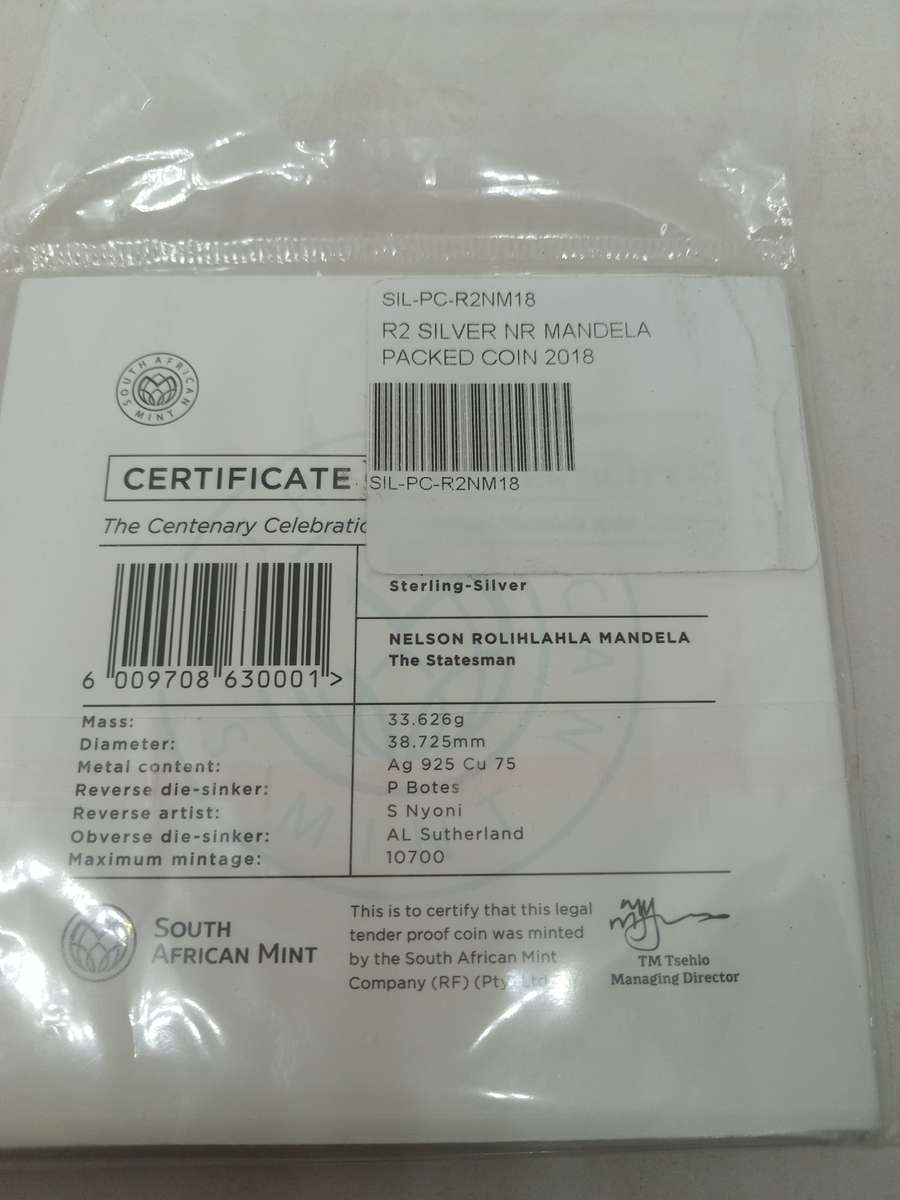 SIL-PC-R2NM18
R2 SILVER NR MANDELA
PACKED COIN 2018
SIL-PC-R2NM18
SOUTH AFRICAN MINT
CERTIFICATE
The Centenary
Sterling-Silver
NELSON ROLIHLAHLA MANDELA
The Statesman
6 009708 630001 >
Mass: 33.626g
Diameter: 38.725mm
Metal content: Ag 925 Cu 75
Reverse die-sinker: P Botes
Reverse artist: S Nyoni
Obverse die-sinker: AL Sutherland
Maximum mintage: 10700
SOUTH
AFRICAN MINT
This is to certify that this legal
tender proof coin was minted
by the South African Mint
Company (RF) (Pty) Ltd
TM Tsehlo
Managing Director